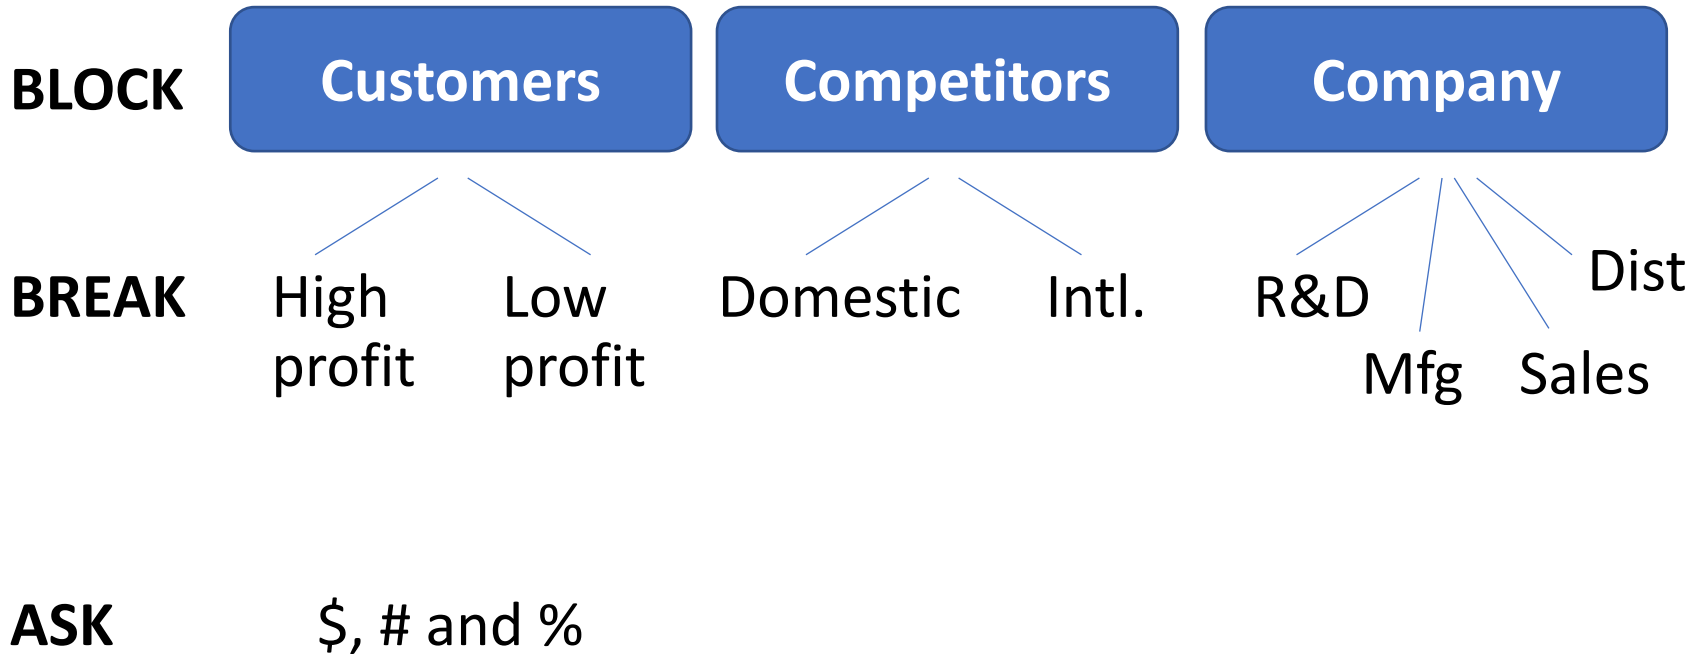 BLOCK
Customers
Competitors
Company
BREAK
High
profit
Low
profit
Domestic
Intl.
R&D
Mfg
Sales
Dist
ASK
$, # and %